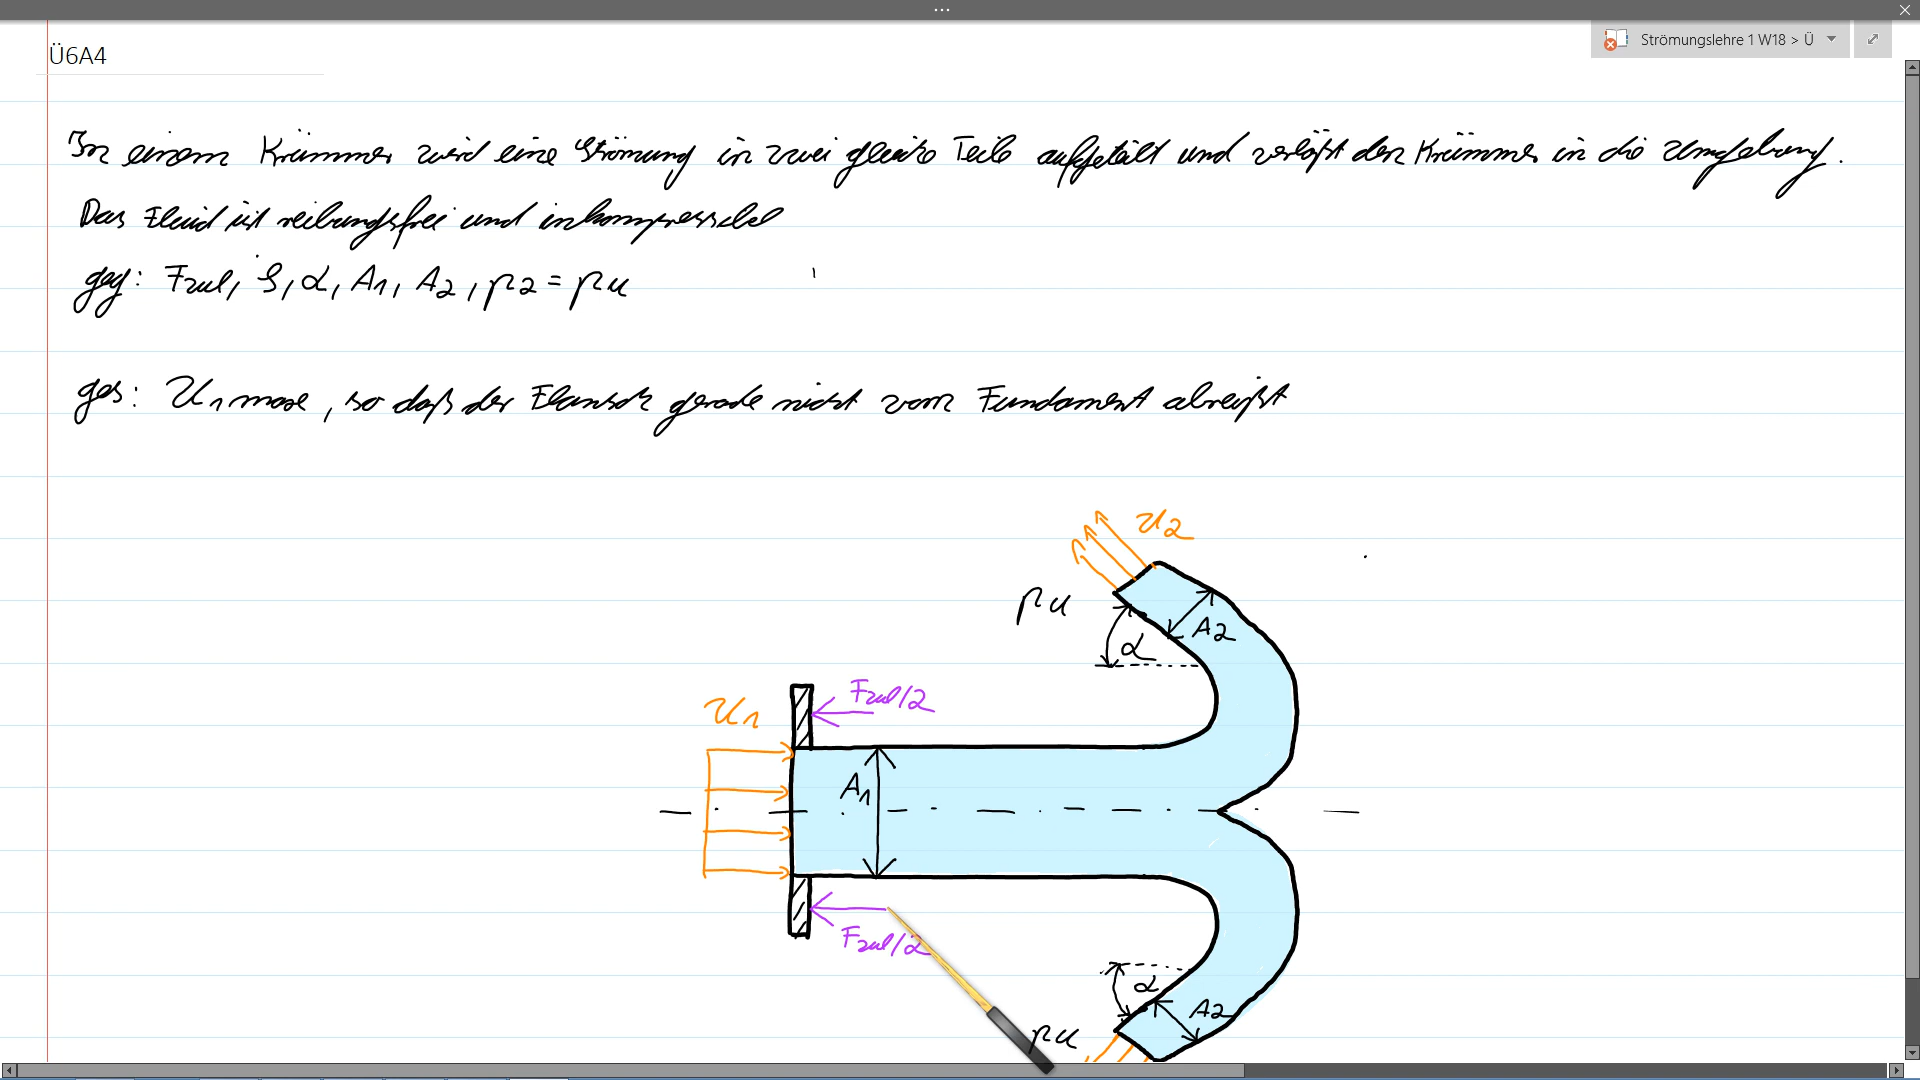 Strömungslehre 1 W18 > Ü
Ü6A4
In einem Krümmer wird eine Strömung in zwei gleiche Teile aufgeteilt und verläßt den Krümmer in die Umgebung.
Das Fluid ist reibungsfrei und inkompressibel
geg: Fzul, ρ, α, A1, A2, p2 = pu
ges: u1max, so daß der Flansch gerade nicht vom Fundament abreißt
u2
pu
α
A2
u1
Fzul/2
A1
Fzul/2
α
A2
pu